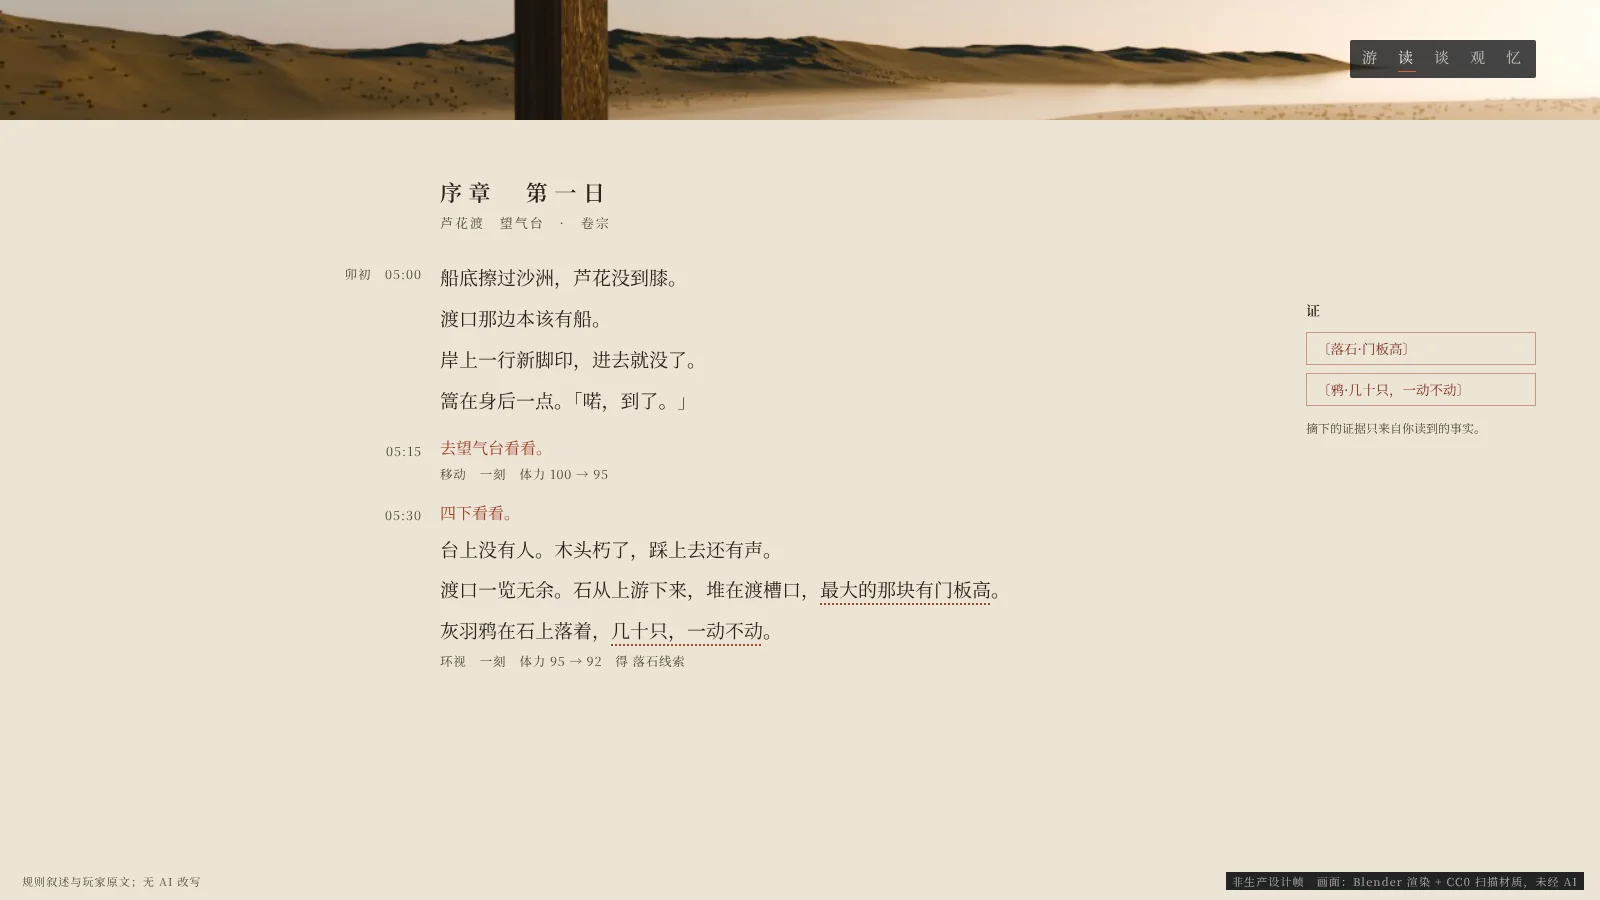 游 读 谈 观 忆
序章 第一日
芦花渡 望气台 · 卷宗
卯初 05:00 船底擦过沙洲，芦花没到膝。
渡口那边本该有船。
岸上一行新脚印，进去就没了。
篙在身后一点。「喏，到了。」
05:15 去望气台看看。
移动 一刻 体力 100 → 95
05:30 四下看看。
台上没有人。木头朽了，踩上去还有声。
渡口一览无余。石从上游下来，堆在渡槽口，最大的那块有门板高。
灰羽鸦在石上落着，几十只，一动不动。
环视 一刻 体力 95 → 92 得 落石线索
证
〔落石·门板高〕
〔鸦·几十只，一动不动〕
摘下的证据只来自你读到的事实。
规则叙述与玩家原文；无 AI 改写
非生产设计帧 画面：Blender 渲染 + CC0 扫描材质，未经 AI